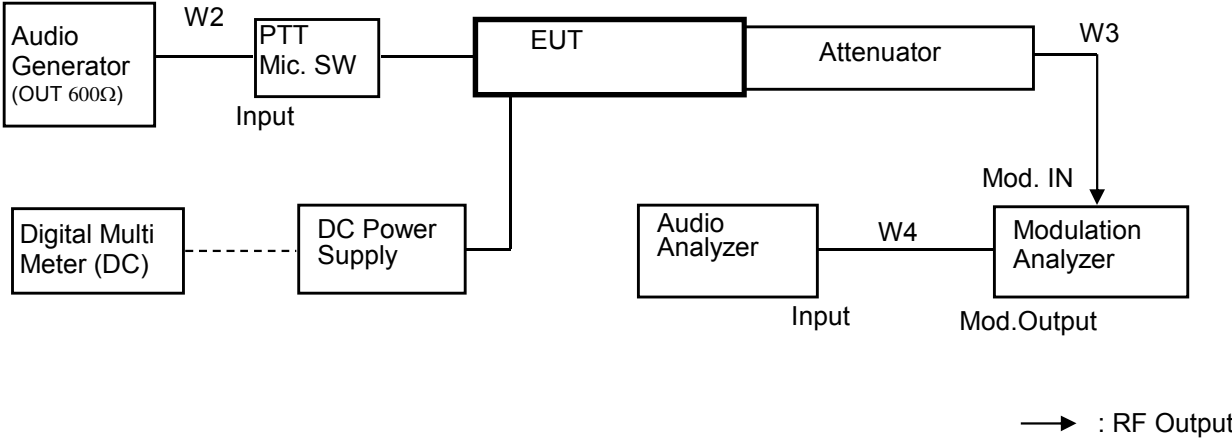 W2
Audio
Generator
(OUT 600Ω)
PTT
Mic. SW
Input
EUT
Attenuator
W3
Mod. IN
Digital Multi
Meter (DC)
DC Power
Supply
Audio
Analyzer
W4
Modulation
Analyzer
Input
Mod.Output
: RF Output